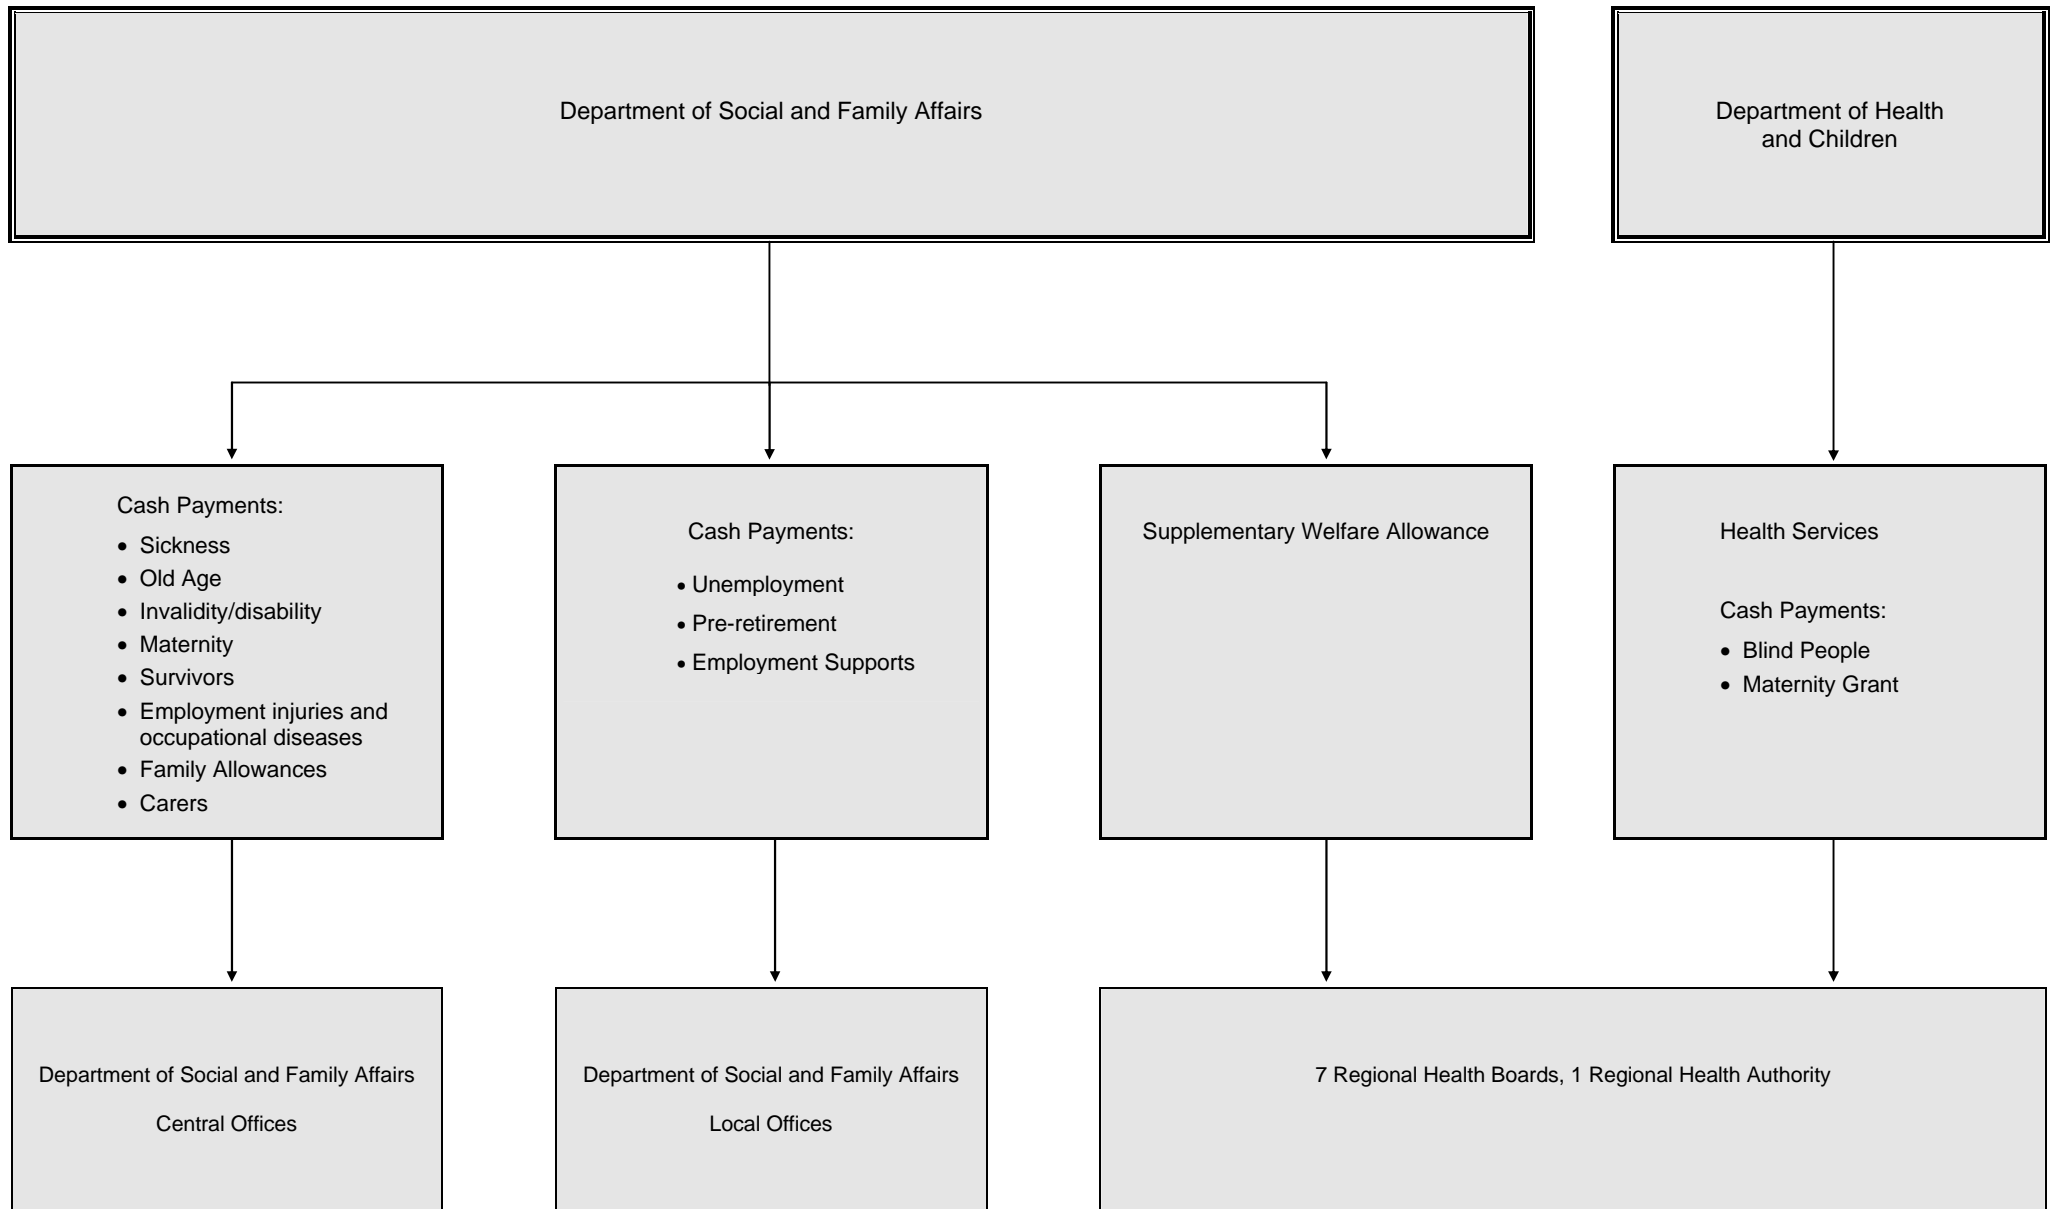 Department of Social and Family Affairs
Department of Health
and Children
Cash Payments:
• Sickness
• Old Age
• Invalidity/disability
• Maternity
• Survivors
• Employment injuries and
occupational diseases
• Family Allowances
• Carers
Cash Payments:
• Unemployment
• Pre-retirement
• Employment Supports
Supplementary Welfare Allowance
Health Services
Cash Payments:
• Blind People
• Maternity Grant
Department of Social and Family Affairs
Central Offices
Department of Social and Family Affairs
Local Offices
7 Regional Health Boards, 1 Regional Health Authority